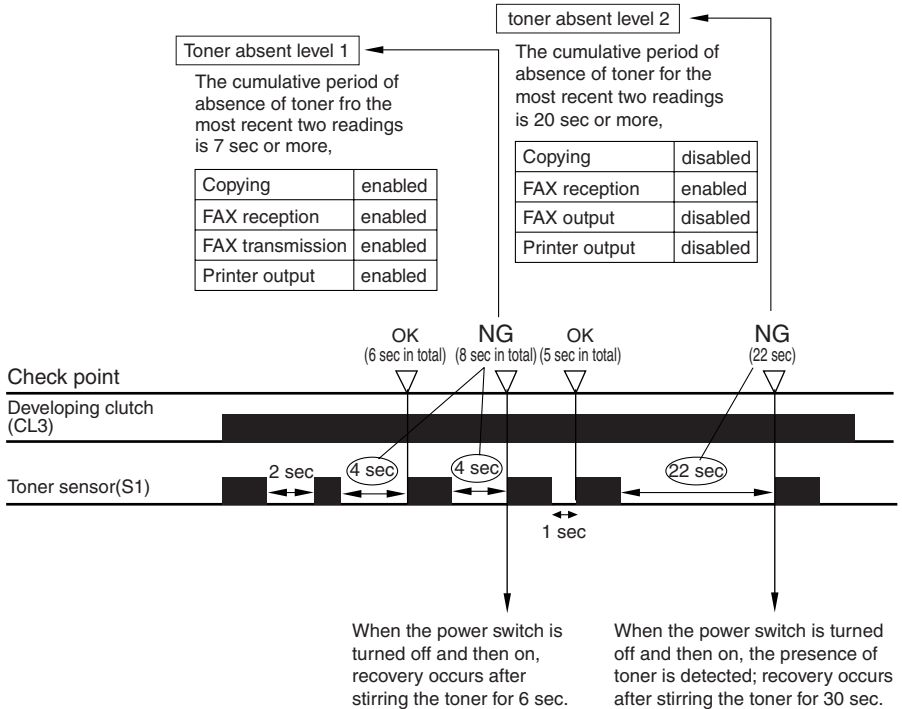 Toner absent level 1
The cumulative period of
absence of toner fro the
most recent two readings
is 7 sec or more,
Copying enabled
FAX reception enabled
FAX transmission enabled
Printer output enabled
toner absent level 2
The cumulative period of
absence of toner for the
most recent two readings
is 20 sec or more,
Copying disabled
FAX reception enabled
FAX output disabled
Printer output disabled
OK NG OK NG
(6 sec in total) (8 sec in total) (5 sec in total) (22 sec)
Check point
Developing clutch
(CL3)
2 sec 4 sec 4 sec 22 sec
Toner sensor(S1)
1 sec
When the power switch is
turned off and then on,
recovery occurs after
stirring the toner for 6 sec.
When the power switch is turned
off and then on, the presence of
toner is detected; recovery occurs
after stirring the toner for 30 sec.